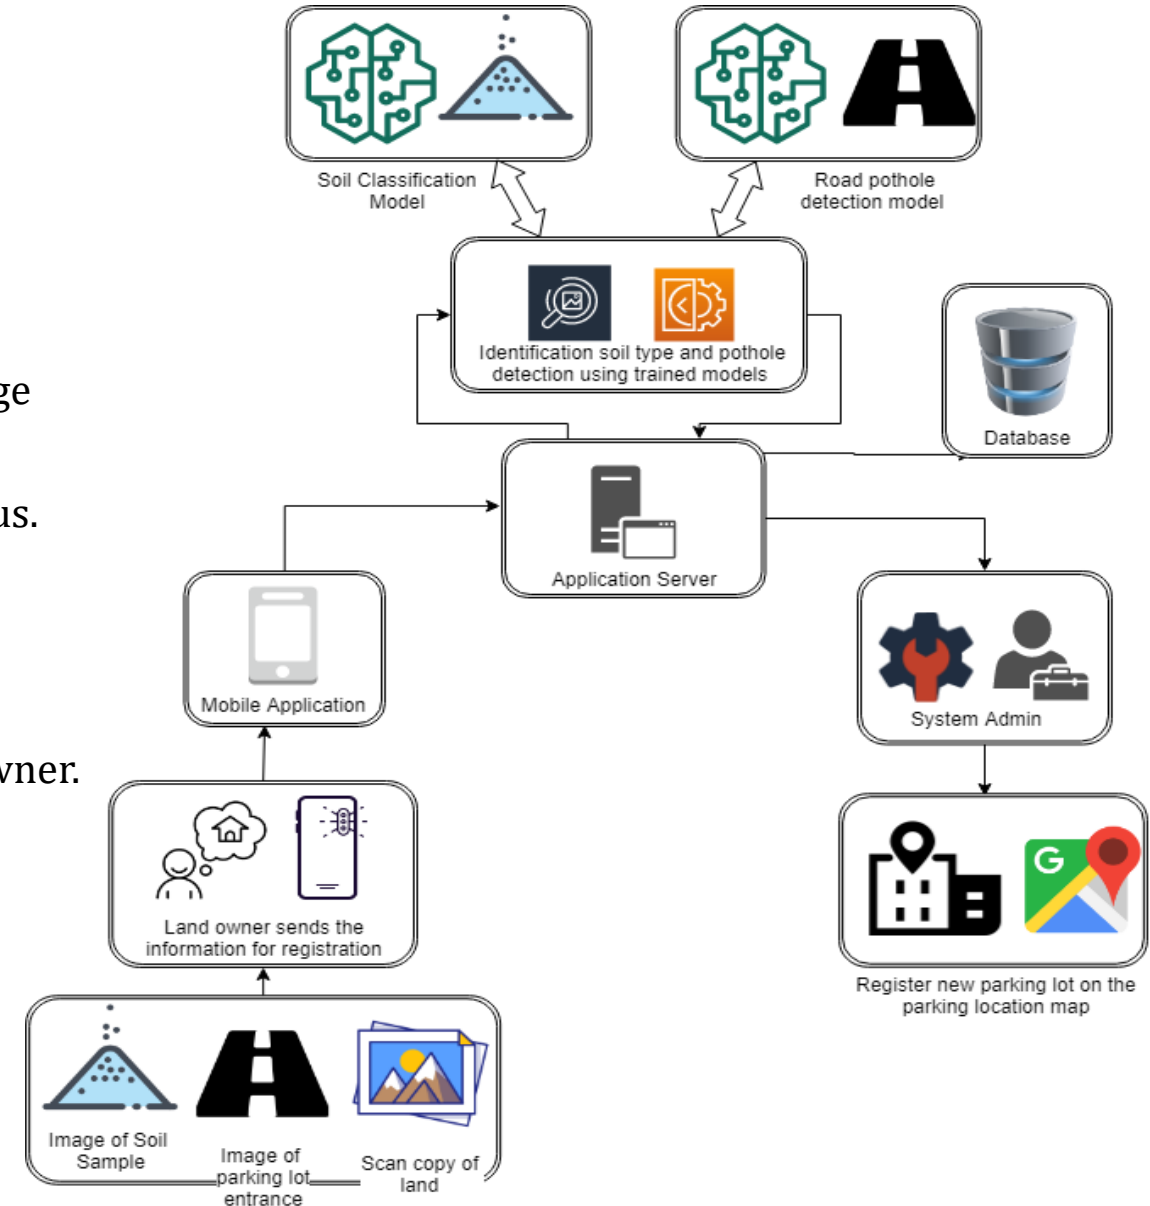 Soil Classification
Model
Road pothole
detection model
Identification soil type and pothole
detection using trained models
ge
Database
us.
Application Server
Mobile Application
System Admin
wner.
Land owner sends the
information for registration
G
Register new parking lot on the
parking location map
Image of Soil
Sample
Image of
parking lot
entrance
Scan copy of
land